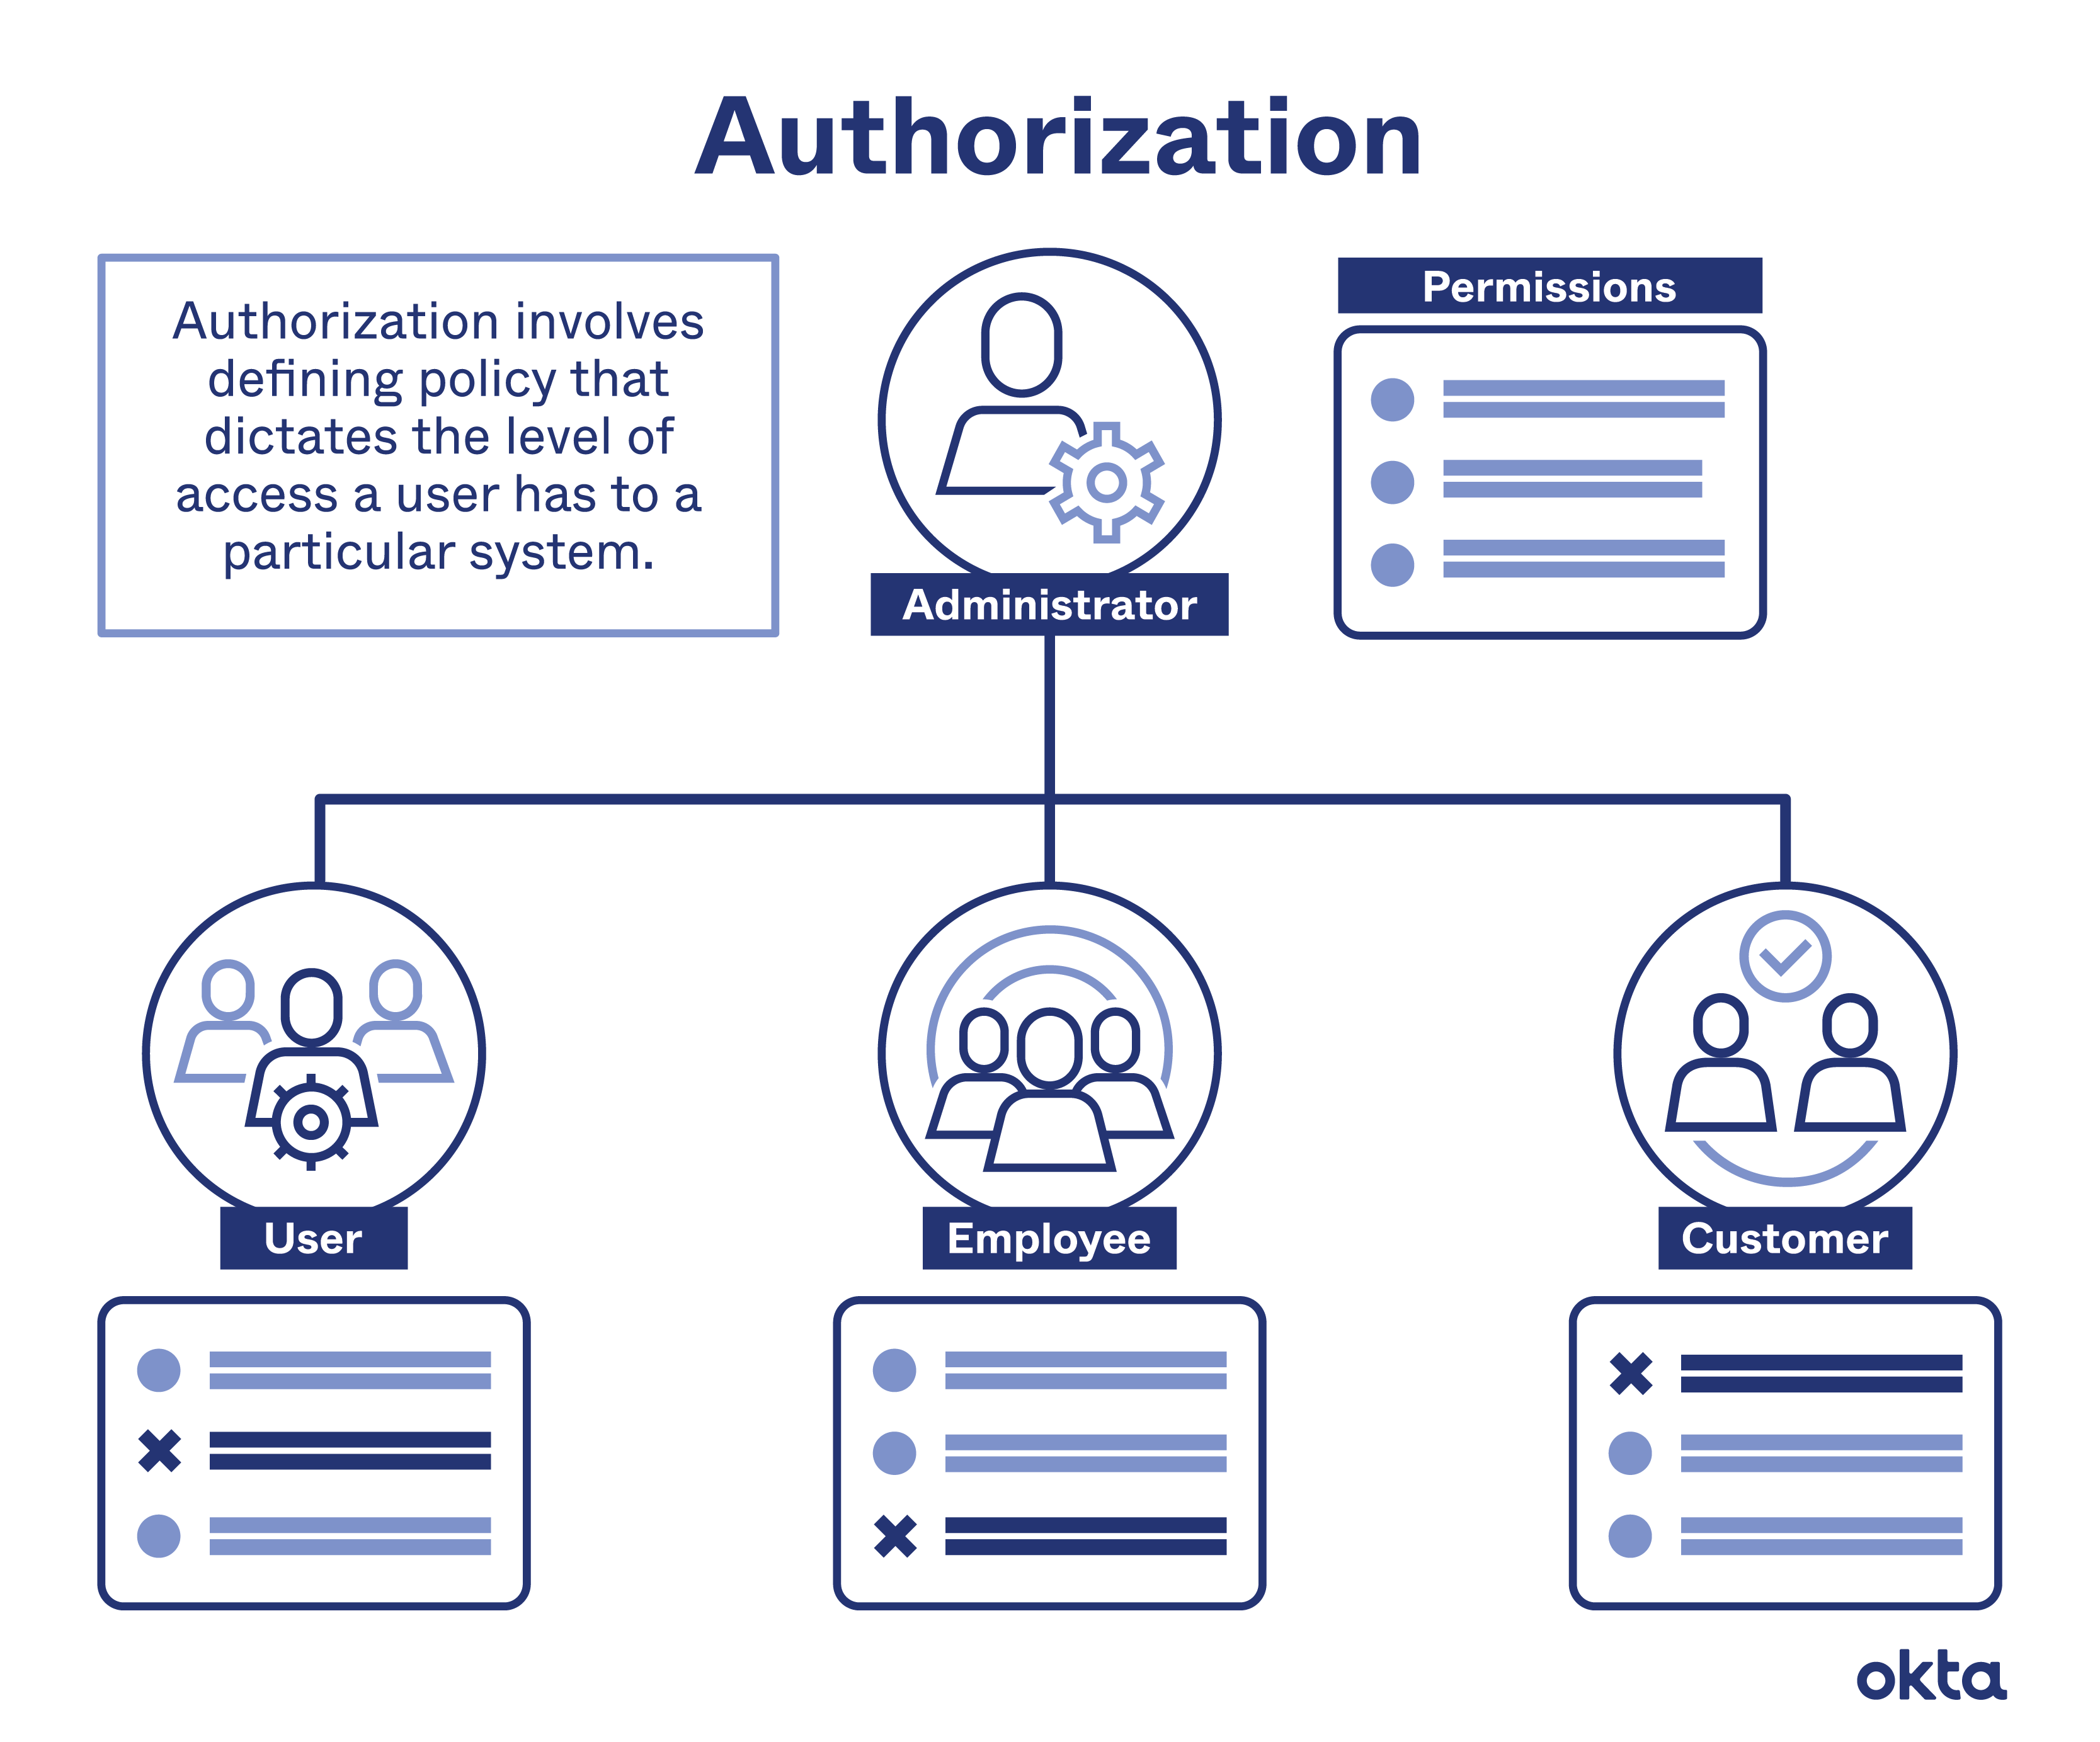 Authorization
Authorization involves
defining policy that
dictates the level of
access a user has to a
particular system.
Administrator
Permissions
User
Employee
Customer
okta